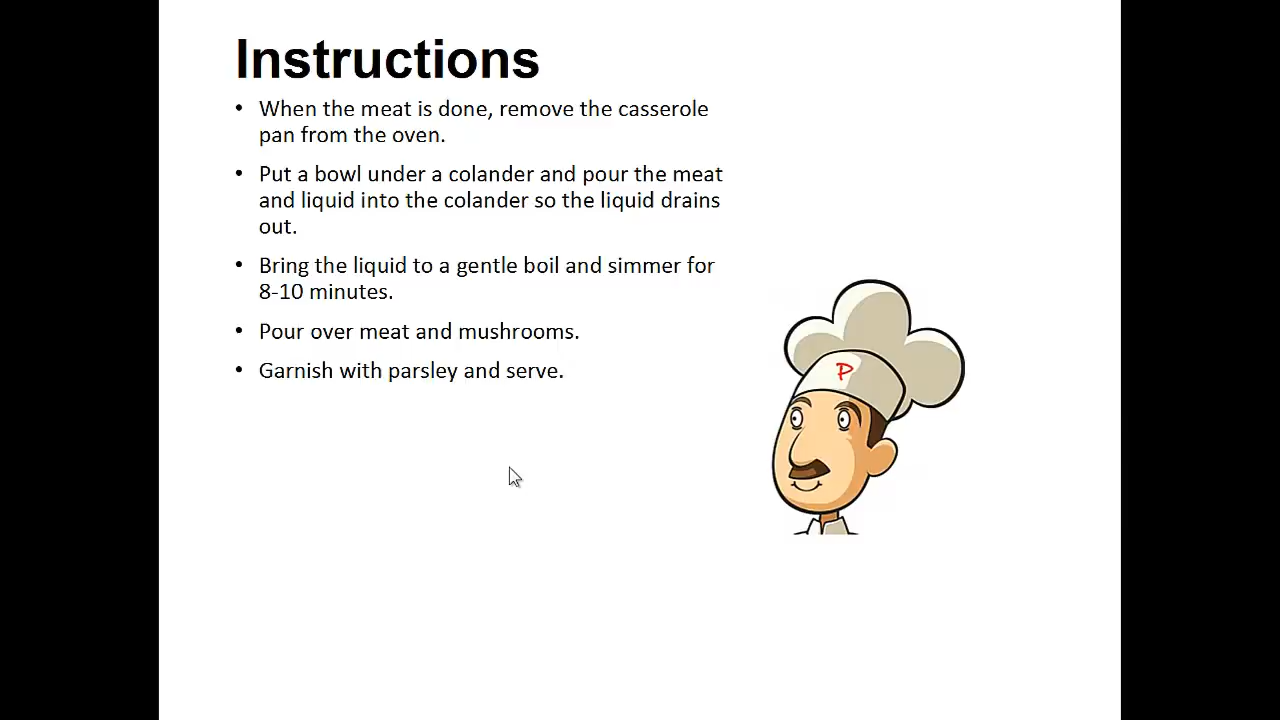 Instructions
• When the meat is done, remove the casserole
pan from the oven.
• Put a bowl under a colander and pour the meat
and liquid into the colander so the liquid drains
out.
• Bring the liquid to a gentle boil and simmer for
8-10 minutes.
• Pour over meat and mushrooms.
• Garnish with parsley and serve.
P